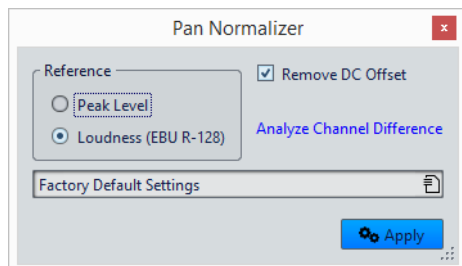 Pan Normalizer
x
Reference
Peak Level
Loudness (EBU R-128)
Remove DC Offset
Analyze Channel Difference
Factory Default Settings
Apply